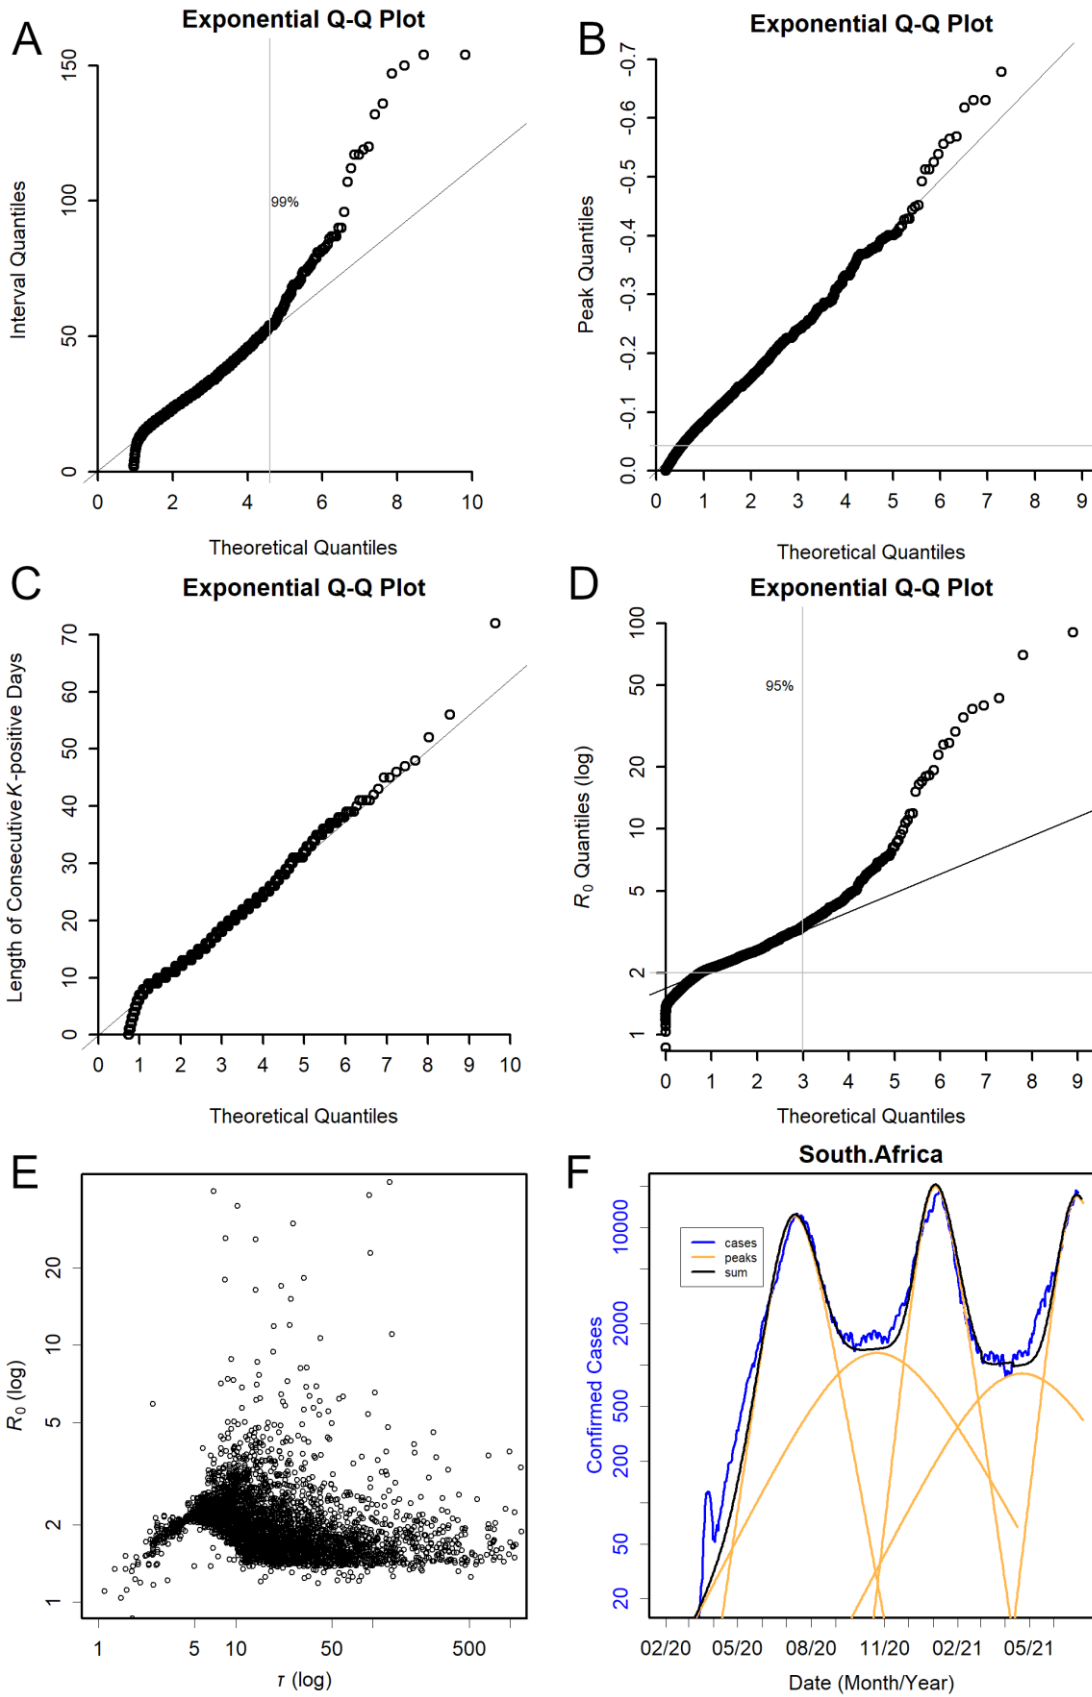 A
Exponential Q-Q Plot
Interval Quantiles
150
100
50
0
99%
0 2 4 6 8 10
Theoretical Quantiles
B
Exponential Q-Q Plot
Peak Quantiles
-0.7
-0.6
-0.5
-0.4
-0.3
-0.2
-0.1
0.0
0 1 2 3 4 5 6 7 8 9
Theoretical Quantiles
C
Exponential Q-Q Plot
Length of Consecutive K-positive Days
70
60
50
40
30
20
10
0
0 1 2 3 4 5 6 7 8 9 10
Theoretical Quantiles
D
Exponential Q-Q Plot
R0 Quantiles (log)
100
50
20
10
5
2
1
95%
0 1 2 3 4 5 6 7 8 9
Theoretical Quantiles
E
R0 (log)
20
10
5
2
1
1 5 10 50 500
τ (log)
F
South.Africa
Confirmed Cases
10000
2000
500
200
50
20
cases
peaks
sum
02/20 05/20 08/20 11/20 02/21 05/21
Date (Month/Year)